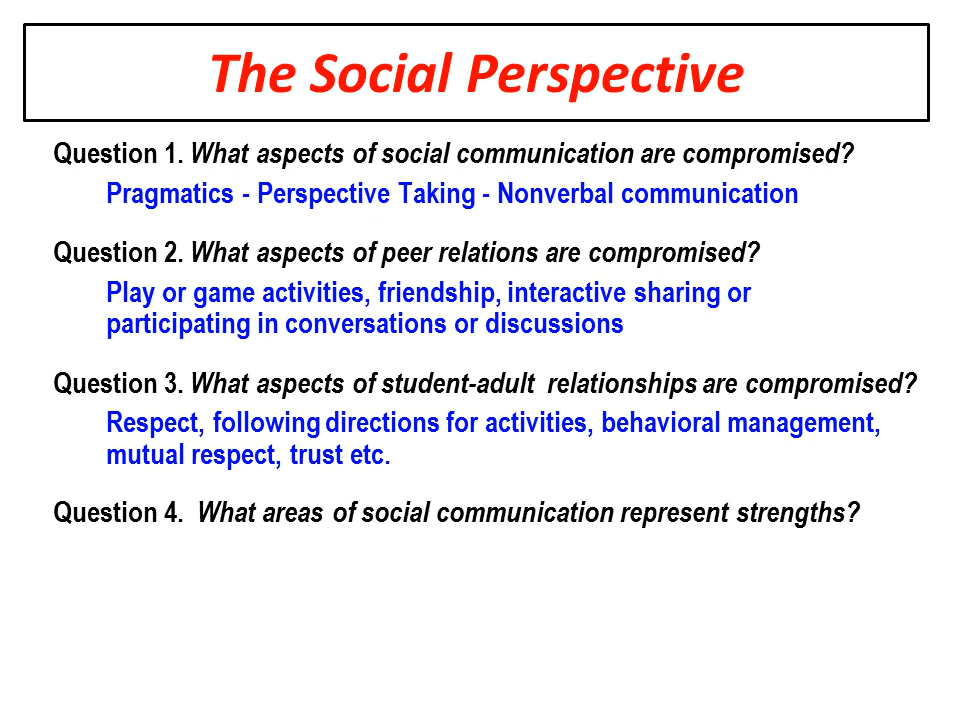 The Social Perspective
Question 1. What aspects of social communication are compromised?
Pragmatics - Perspective Taking - Nonverbal communication
Question 2. What aspects of peer relations are compromised?
Play or game activities, friendship, interactive sharing or
participating in conversations or discussions
Question 3. What aspects of student-adult relationships are compromised?
Respect, following directions for activities, behavioral management,
mutual respect, trust etc.
Question 4. What areas of social communication represent strengths?